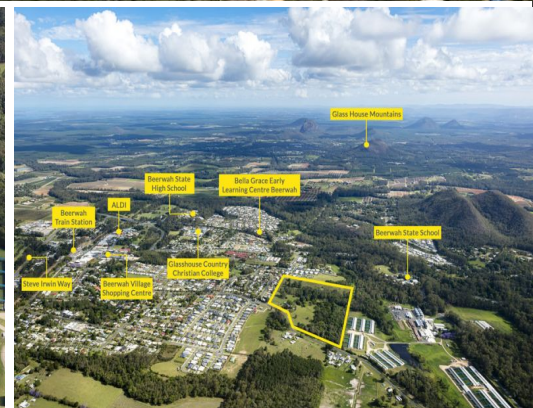 Glass House Mountains
Beerwah State
High School
Bella Grace Early
Learning Centre Beerwah
ALDI
Beerwah
Train Station
Beerwah State School
Glasshouse Country
Christian College
Steve Irwin Way
Beerwah Village
Shopping Centre